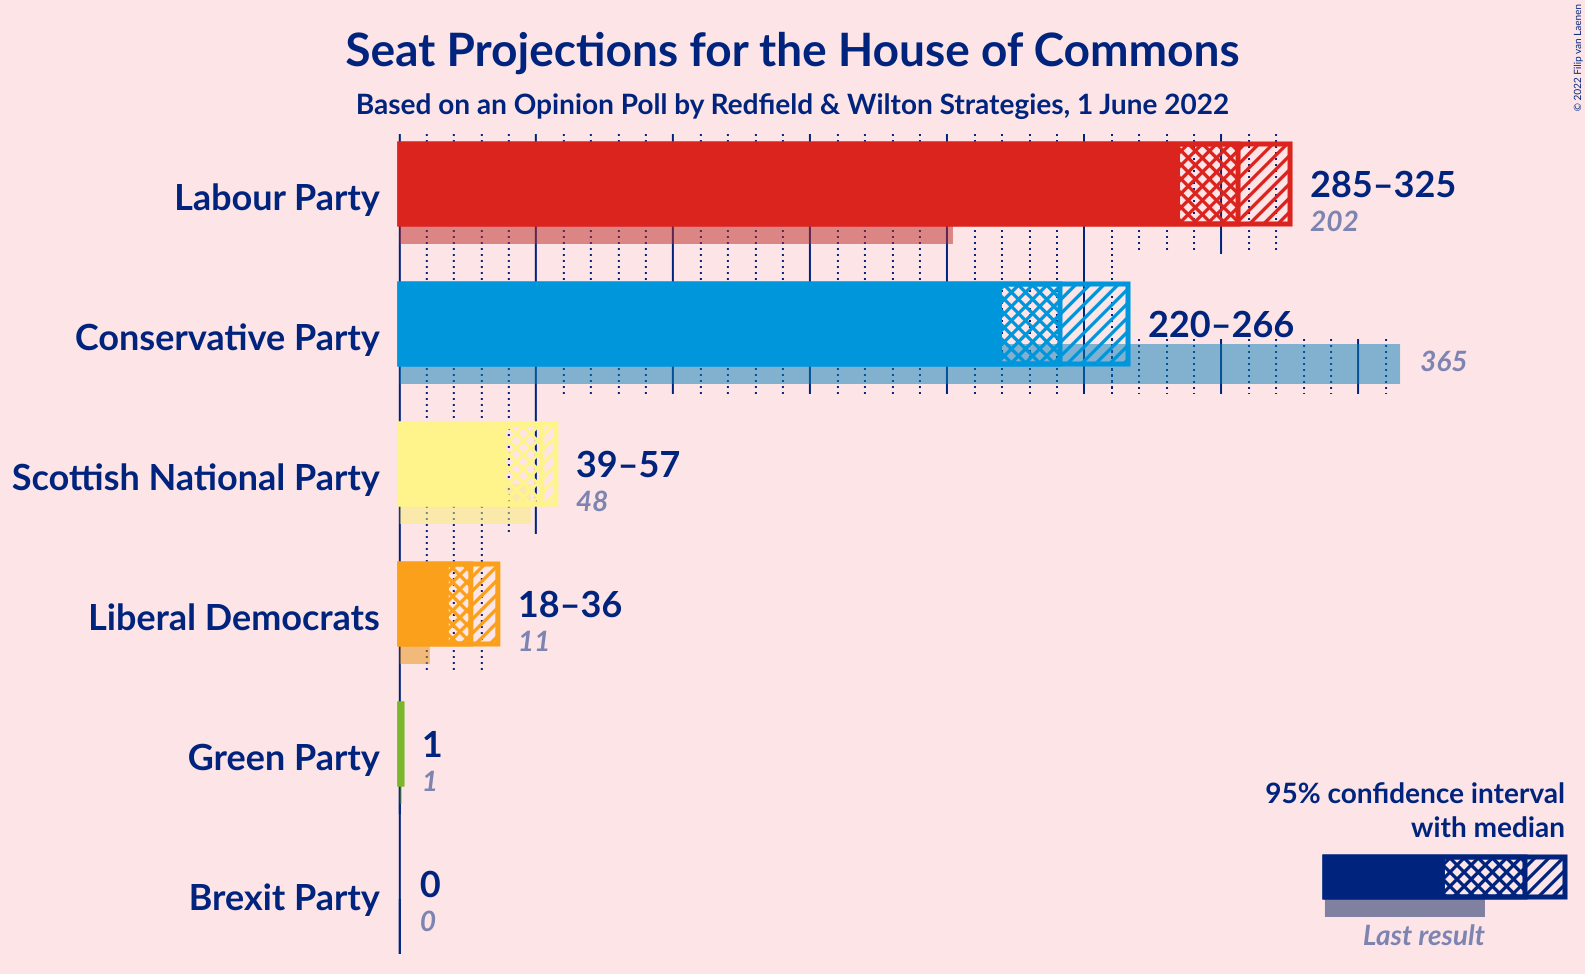 Seat Projections for the House of Commons
Based on an Opinion Poll by Redfield & Wilton Strategies, 1 June 2022
© 2022 Filip van Laenen
Labour Party
285–325
202
Conservative Party
220–266
365
Scottish National Party
39–57
48
Liberal Democrats
18–36
11
Green Party
1
1
Brexit Party
0
0
95% confidence interval
with median
Last result